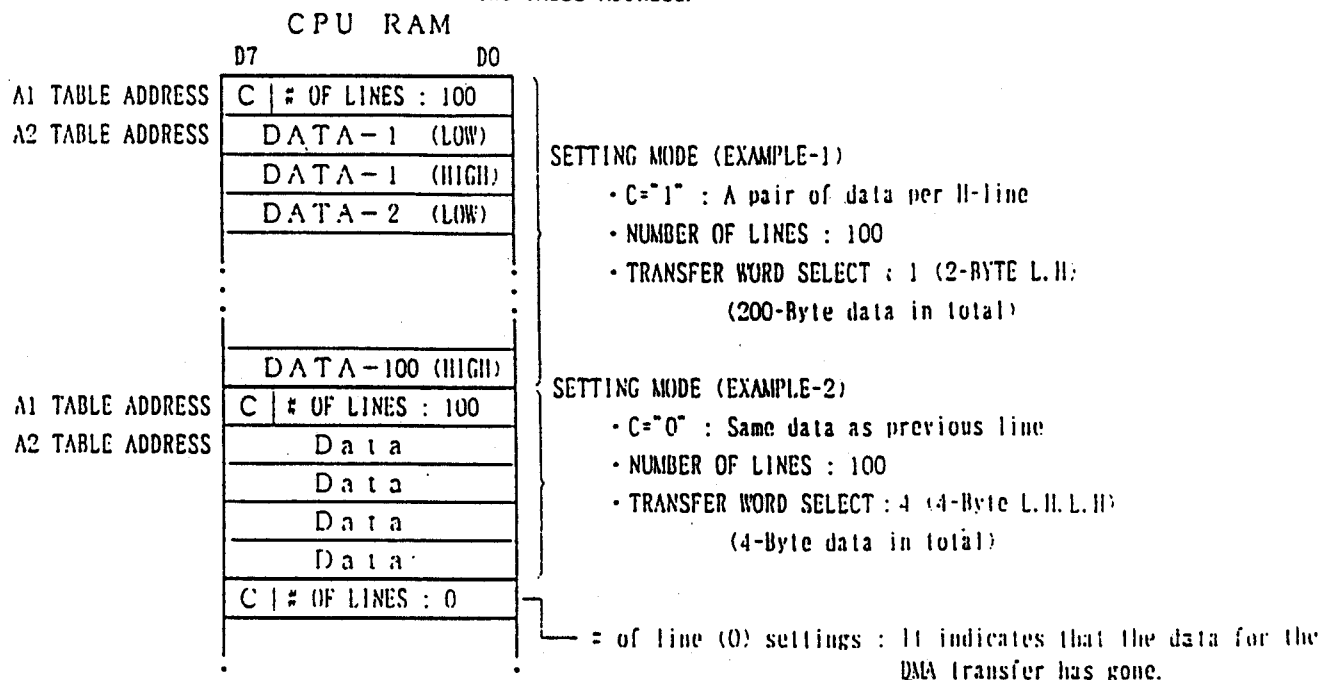 CPU RAM
D7 D0
A1 TABLE ADDRESS C # OF LINES : 100
A2 TABLE ADDRESS DATA-1 (LOW)
DATA-1 (HIGH)
DATA-2 (LOW)
SETTING MODE (EXAMPLE-1)
・C="1" : A pair of data per H-line
・NUMBER OF LINES : 100
・TRANSFER WORD SELECT : 1 (2-BYTE L.H)
(200-Byte data in total)
DATA-100 (HIGH)
A1 TABLE ADDRESS C # OF LINES : 100
A2 TABLE ADDRESS Data
Data
Data
Data
SETTING MODE (EXAMPLE-2)
・C="0" : Same data as previous line
・NUMBER OF LINES : 100
・TRANSFER WORD SELECT : 4 (4-Byte L.H.L.H)
(4-Byte data in total)
C # OF LINES : 0
# of line (0) settings : It indicates that the data for the
DMA transfer has gone.